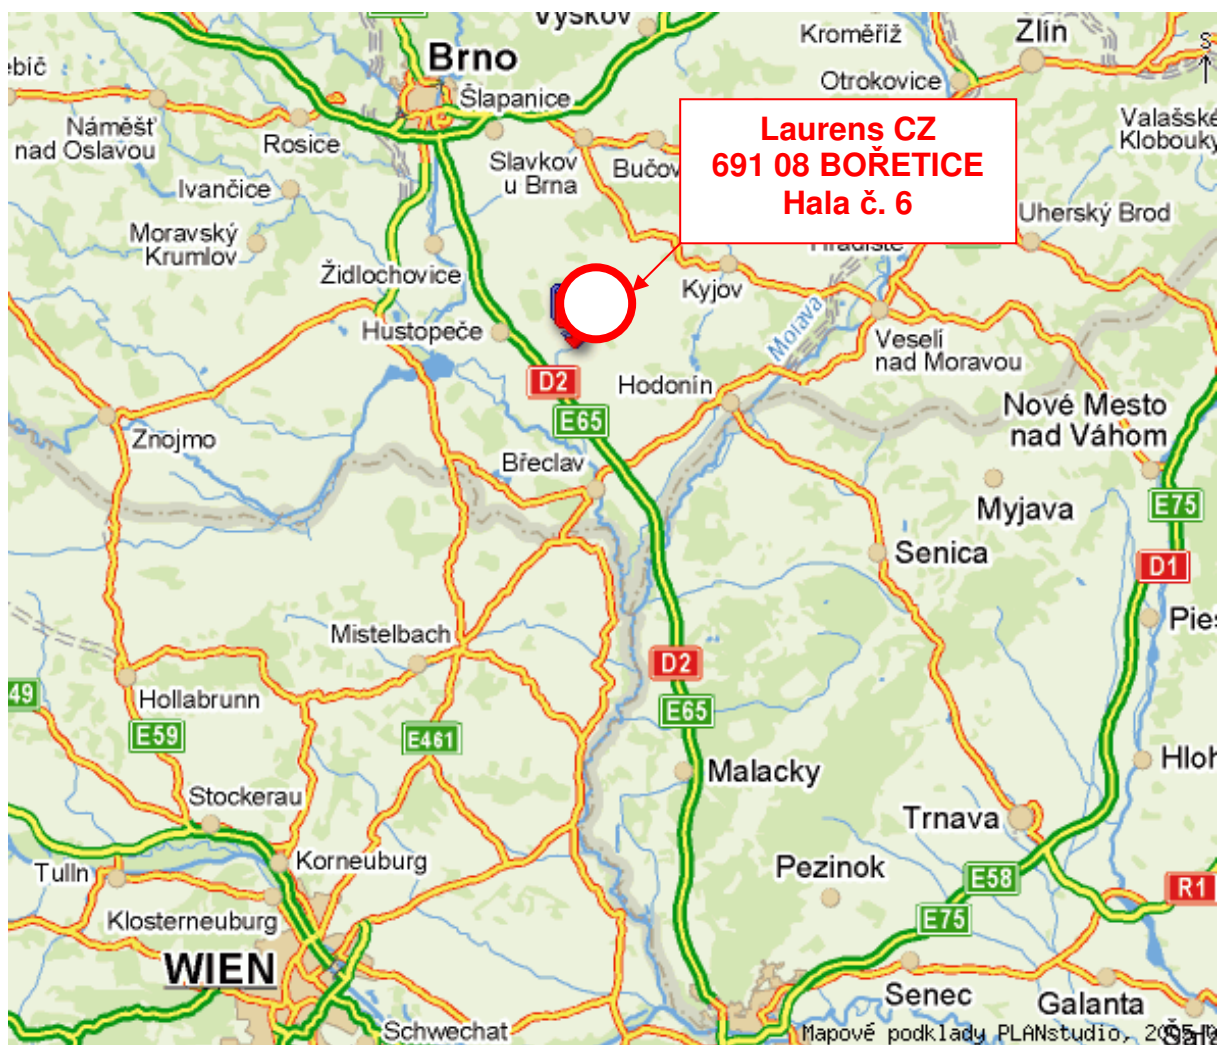 Vyškov
Kroměříž
Zlín
Brno
S
Otrokovice
Šlapanice
Náměšť
nad Oslavou
Rosice
Slavkov
u Brna
Laurens CZ
691 08 BOŘETICE
Hala č. 6
Valašské
Klobouky
Ivančice
Uherský Brod
Moravský
Krumlov
Hradiště
Židlochovice
Kyjov
Morava
Hustopeče
Veselí
nad Moravou
D2
Hodonín
E65
Nové Mesto
nad Váhom
Znojmo
Břeclav
E75
Myjava
Senica
D1
Mistelbach
D2
49
Hollabrunn
E65
E59
E461
Malacky
Stockerau
Trnava
Korneuburg
Tulln
Pezinok
E58
R1
Klosterneuburg
E75
WIEN
Senec
Galanta
Schwechat
Mapové podklady PLANstudio,